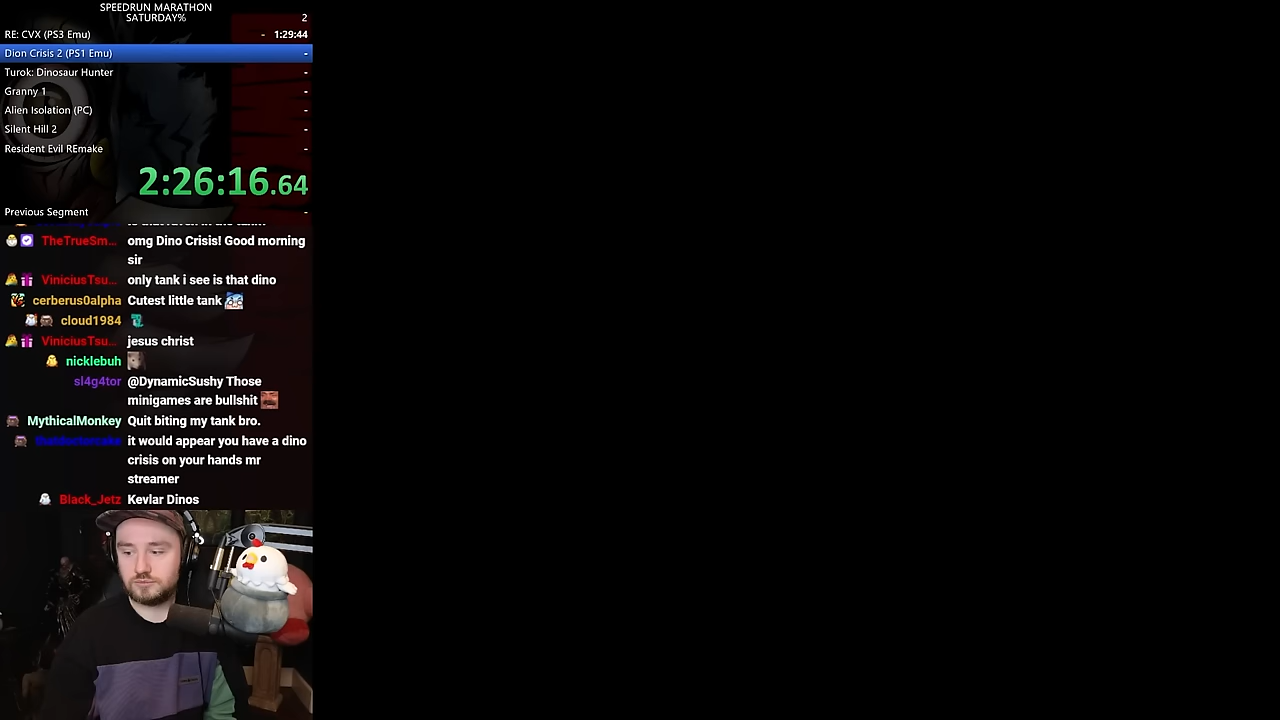 SPEEDRUN MARATHON
SATURDAY%
2
RE: CVX (PS3 Emu) - 1:29:44
Dion Crisis 2 (PS1 Emu) -
Turok: Dinosaur Hunter -
Granny 1 -
Alien Isolation (PC) -
Silent Hill 2 -
Resident Evil REmake -
2:26:16.64
Previous Segment -
TheTrueSm... omg Dino Crisis! Good morning
sir
ViniciusTsu... only tank i see is that dino
cerberus0alpha Cutest little tank
cloud1984
ViniciusTsu... jesus christ
nicklebuh
sl4g4tor @DynamicSushy Those
minigames are bullshit
MythicalMonkey Quit biting my tank bro.
it would appear you have a dino
crisis on your hands mr
streamer
Black_Jetz Kevlar Dinos